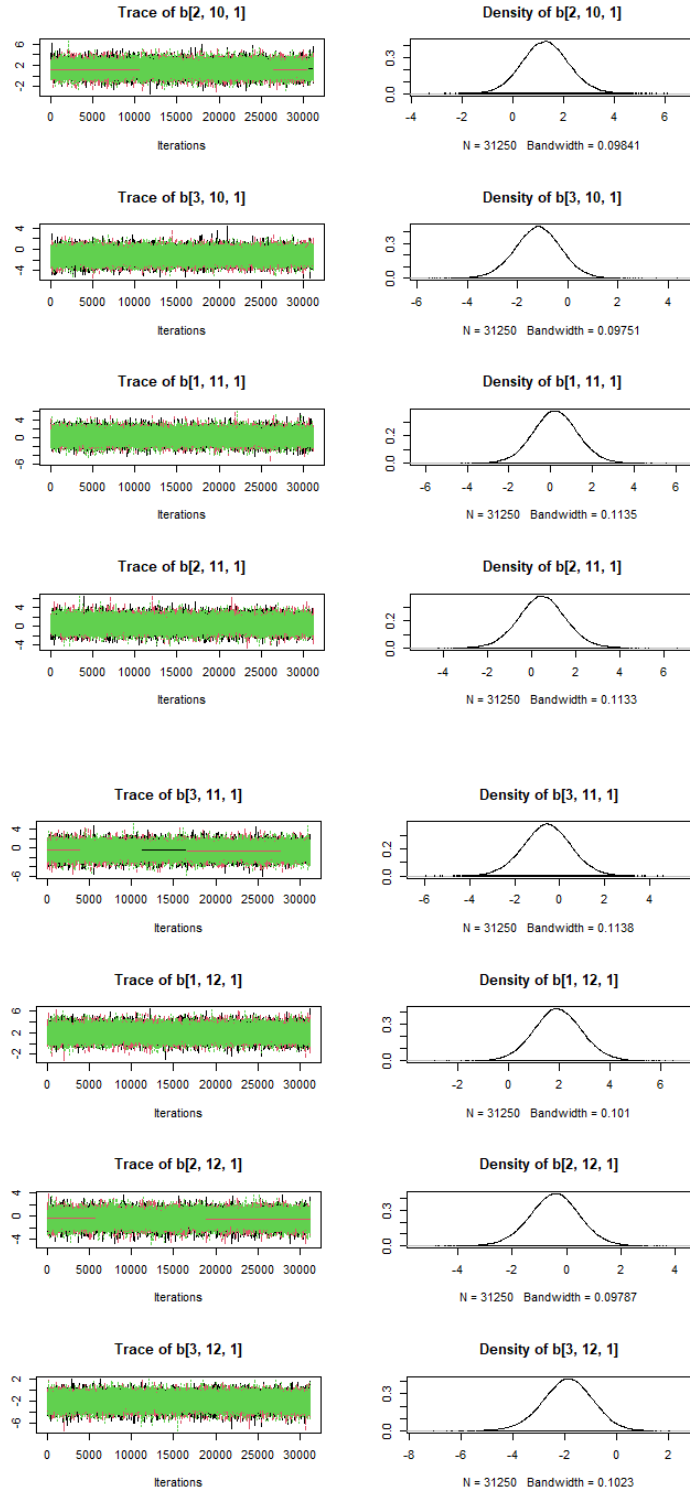 Trace of b[2, 10, 1]
-2 2 6
0 5000 10000 15000 20000 25000 30000
Iterations
Density of b[2, 10, 1]
0.0 0.3
-4 -2 0 2 4 6
N = 31250 Bandwidth = 0.09841
Trace of b[3, 10, 1]
-4 0 4
0 5000 10000 15000 20000 25000 30000
Iterations
Density of b[3, 10, 1]
0.0 0.3
-6 -4 -2 0 2 4
N = 31250 Bandwidth = 0.09751
Trace of b[1, 11, 1]
-6 0 4
0 5000 10000 15000 20000 25000 30000
Iterations
Density of b[1, 11, 1]
0.0 0.2
-6 -4 -2 0 2 4 6
N = 31250 Bandwidth = 0.1135
Trace of b[2, 11, 1]
-4 0 4
0 5000 10000 15000 20000 25000 30000
Iterations
Density of b[2, 11, 1]
0.0 0.2
-4 -2 0 2 4 6
N = 31250 Bandwidth = 0.1133
Trace of b[3, 11, 1]
-6 0 4
0 5000 10000 15000 20000 25000 30000
Iterations
Density of b[3, 11, 1]
0.0 0.2
-6 -4 -2 0 2 4
N = 31250 Bandwidth = 0.1138
Trace of b[1, 12, 1]
-2 2 6
0 5000 10000 15000 20000 25000 30000
Iterations
Density of b[1, 12, 1]
0.0 0.3
-2 0 2 4 6
N = 31250 Bandwidth = 0.101
Trace of b[2, 12, 1]
-4 0 4
0 5000 10000 15000 20000 25000 30000
Iterations
Density of b[2, 12, 1]
0.0 0.3
-4 -2 0 2 4
N = 31250 Bandwidth = 0.09787
Trace of b[3, 12, 1]
-6 -2 2
0 5000 10000 15000 20000 25000 30000
Iterations
Density of b[3, 12, 1]
0.0 0.3
-8 -6 -4 -2 0 2
N = 31250 Bandwidth = 0.1023